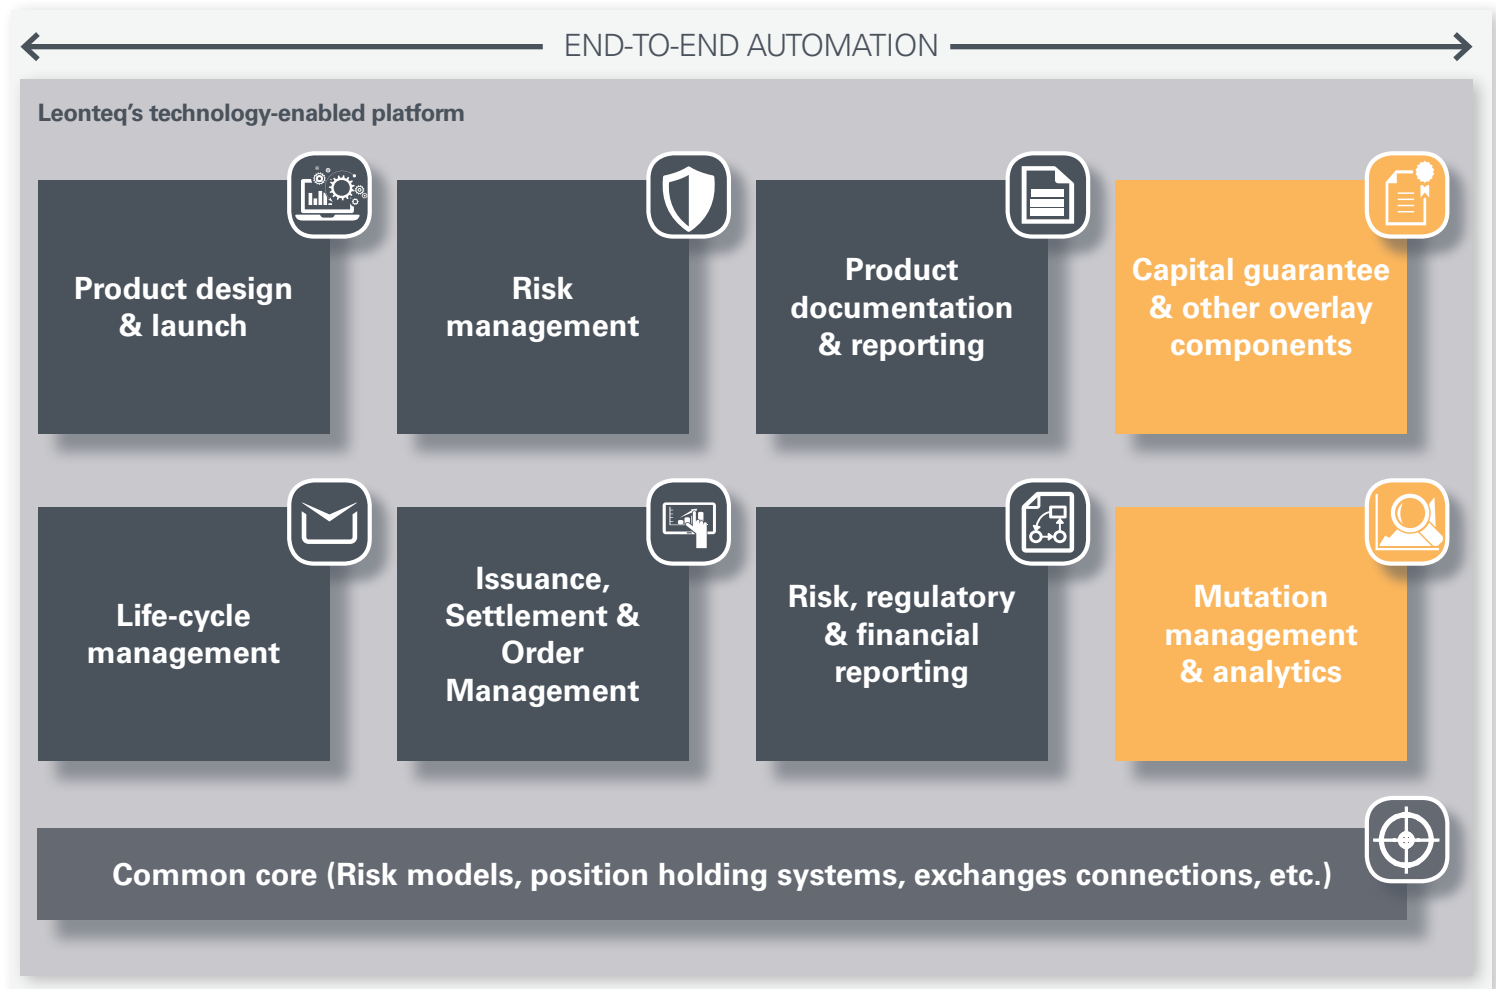 END-TO-END AUTOMATION
Leonteq's technology-enabled platform
Product design
& launch
Risk
management
Product
documentation
& reporting
Capital guarantee
& other overlay
components
Life-cycle
management
Issuance,
Settlement &
Order
Management
Risk, regulatory
& financial
reporting
Mutation
management
& analytics
Common core (Risk models, position holding systems, exchanges connections, etc.)